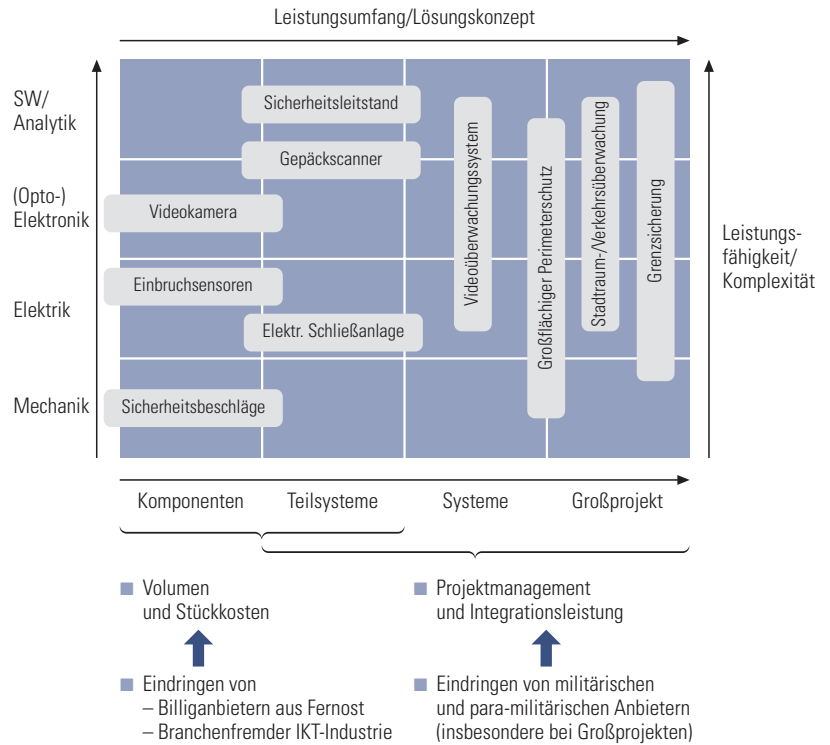 Leistungsumfang/Lösungskonzept
SW/
Analytik
(Opto-)
Elektronik
Elektrik
Mechanik
Sicherheitsleitstand
Gepäckscanner
Videokamera
Einbruchsensoren
Elektr. Schließanlage
Sicherheitsbeschläge
Videoüberwachungssystem
Großflächiger Perimeterschutz
Stadtraum-/Verkehrsüberwachung
Grenzsicherung
Leistungs-
fähigkeit/
Komplexität
Komponenten
Teilsysteme
Systeme
Großprojekt
Volumen
und Stückkosten
Eindringen von
– Billiganbietern aus Fernost
– Branchenfremder IKT-Industrie
Projektmanagement
und Integrationsleistung
Eindringen von militärischen
und para-militärischen Anbietern
(insbesondere bei Großprojekten)